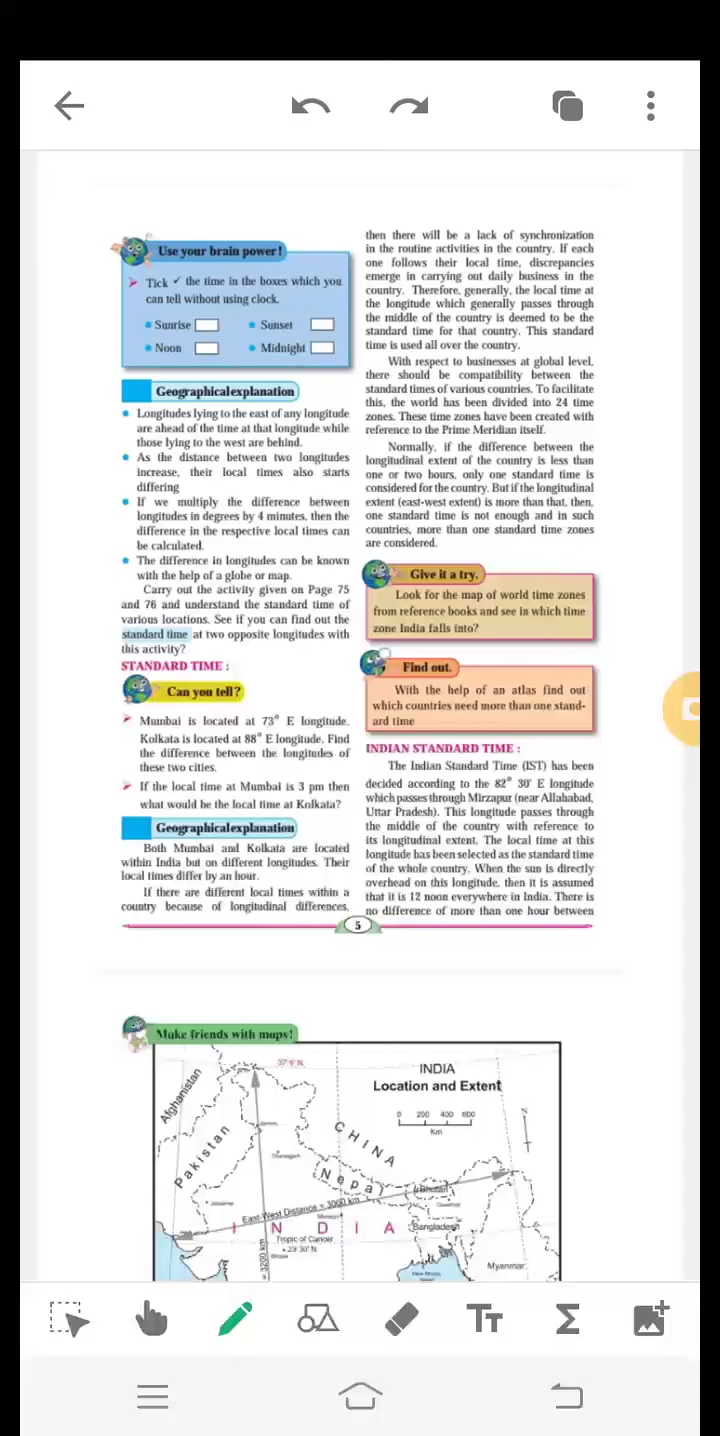 Use your brain power!
➤ Tick ✓ the time in the boxes which you
can tell without using clock.
• Sunrise • Sunset
• Noon • Midnight
Geographical explanation
• Longitudes lying to the east of any longitude
are ahead of the time at that longitude while
those lying to the west are behind.
• As the distance between two longitudes
increase, their local times also starts
differing
• If we multiply the difference between
longitudes in degrees by 4 minutes, then the
difference in the respective local times can
be calculated.
• The difference in longitudes can be known
with the help of a globe or map.
Carry out the activity given on Page 75
and 76 and understand the standard time of
various locations. See if you can find out the
standard time at two opposite longitudes with
this activity?
STANDARD TIME :
Can you tell?
➤ Mumbai is located at 73° E longitude.
Kolkata is located at 88° E longitude. Find
the difference between the longitudes of
these two cities.
➤ If the local time at Mumbai is 3 pm then
what would be the local time at Kolkata?
Geographical explanation
Both Mumbai and Kolkata are located
within India but on different longitudes. Their
local times differ by an hour.
If there are different local times within a
country because of longitudinal differences,
then there will be a lack of synchronization
in the routine activities in the country. If each
one follows their local time, discrepancies
emerge in carrying out daily business in the
country. Therefore, generally, the local time at
the longitude which generally passes through
the middle of the country is deemed to be the
standard time for that country. This standard
time is used all over the country.
With respect to businesses at global level,
there should be compatibility between the
standard times of various countries. To facilitate
this, the world has been divided into 24 time
zones. These time zones have been created with
reference to the Prime Meridian itself.
Normally, if the difference between the
longitudinal extent of the country is less than
one or two hours, only one standard time is
considered for the country. But if the longitudinal
extent (east-west extent) is more than that, then,
one standard time is not enough and in such
countries, more than one standard time zones
are considered.
Give it a try.
Look for the map of world time zones
from reference books and see in which time
zone India falls into?
Find out.
With the help of an atlas find out
which countries need more than one stand-
ard time
INDIAN STANDARD TIME :
The Indian Standard Time (IST) has been
decided according to the 82° 30' E longitude
which passes through Mirzapur (near Allahabad,
Uttar Pradesh). This longitude passes through
the middle of the country with reference to
its longitudinal extent. The local time at this
longitude has been selected as the standard time
of the whole country. When the sun is directly
overhead on this longitude, then it is assumed
that it is 12 noon everywhere in India. There is
no difference of more than one hour between
5
Make friends with maps!
37°6' N
INDIA
Location and Extent
0 200 400 600
Km
N
Afghanistan
Pakistan
CHINA
Nepal
Bhutan
East-West Distance = 3000 km
INDIA
Bangladesh
Tropic of Cancer
23° 30' N
= 3200 km
Myanmar
Tт
Σ